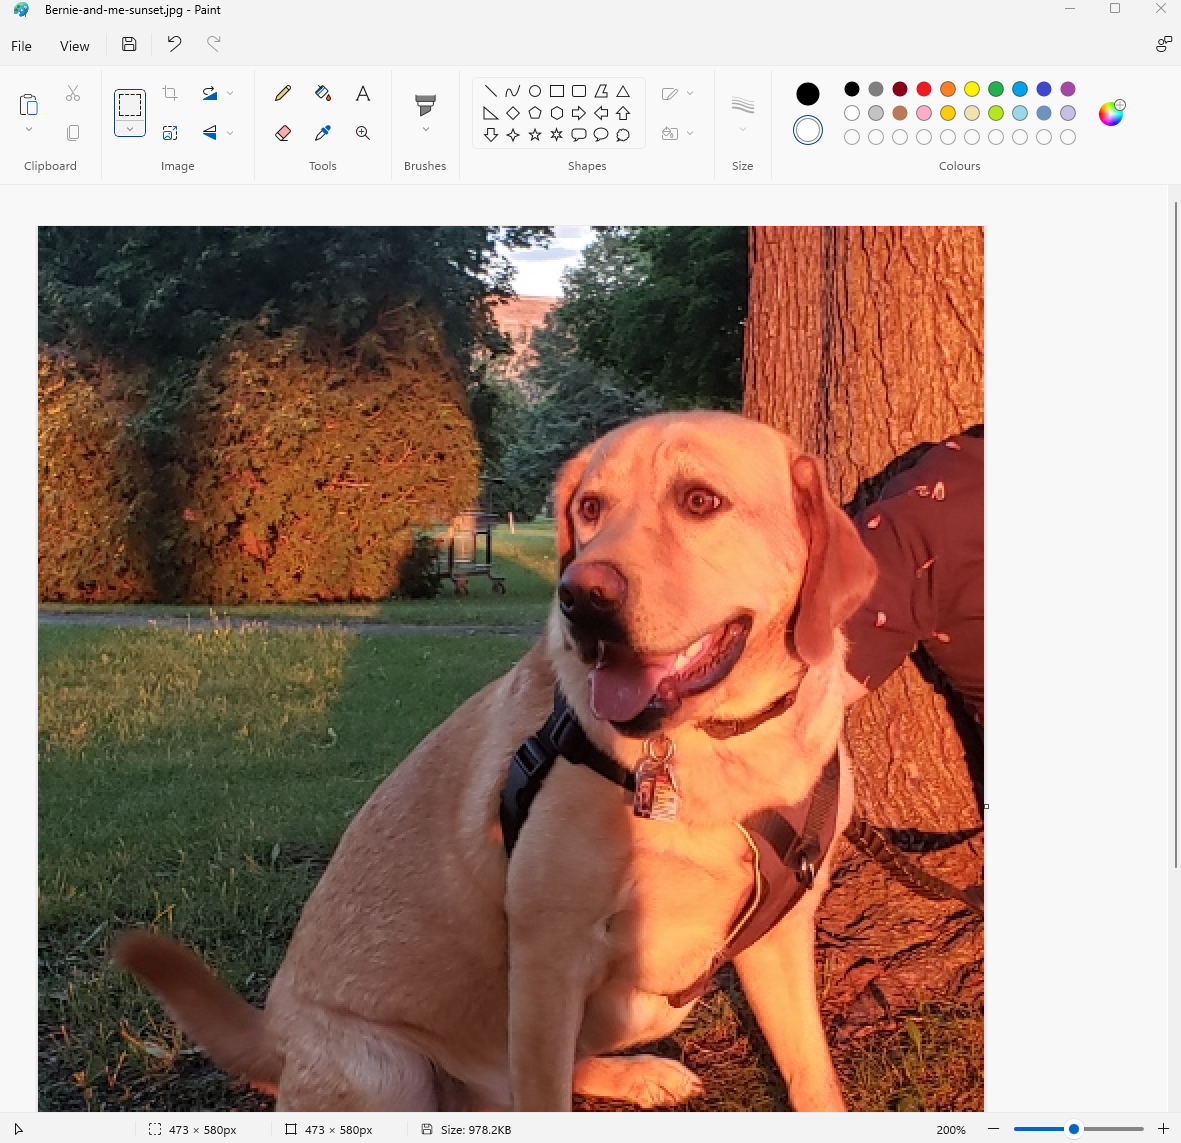 Bernie-and-me-sunset.jpg - Paint
File View
A
Clipboard Image Tools Brushes Shapes Size Colours
473 × 580px 473 × 580px Size: 978.2KB 200%